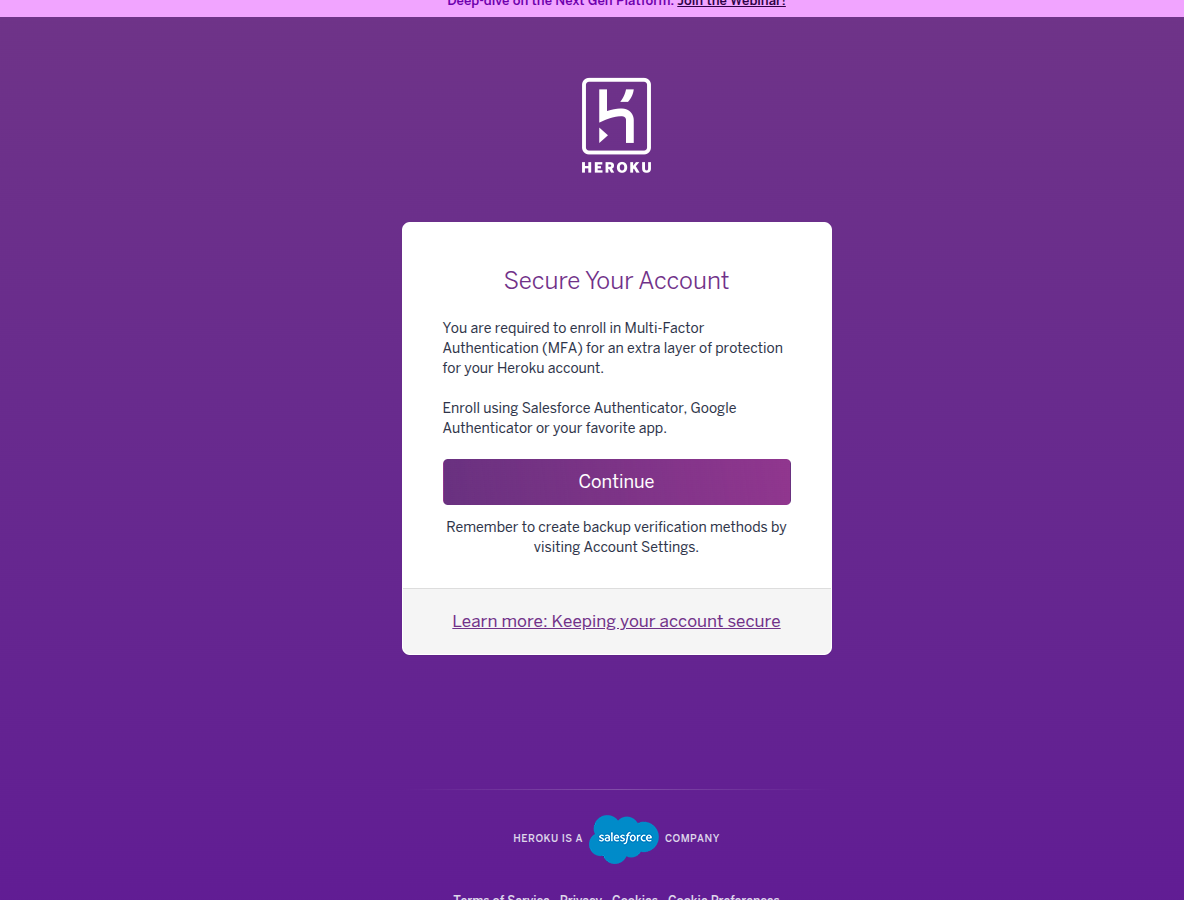 Deep-dive on the Next Gen Platform. Join the Webinar!
HEROKU
Secure Your Account
You are required to enroll in Multi-Factor
Authentication (MFA) for an extra layer of protection
for your Heroku account.
Enroll using Salesforce Authenticator, Google
Authenticator or your favorite app.
Continue
Remember to create backup verification methods by
visiting Account Settings.
Learn more: Keeping your account secure
HEROKU IS A salesforce COMPANY
Terms of Service Privacy Cookies Cookie Preferences